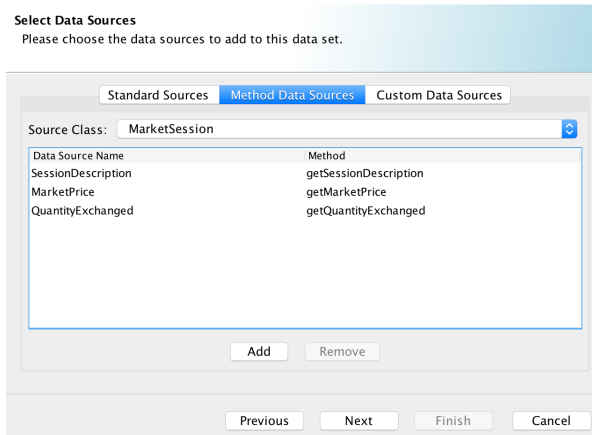 Select Data Sources
Please choose the data sources to add to this data set.
Standard Sources Method Data Sources Custom Data Sources
Source Class: MarketSession
Data Source Name Method
SessionDescription getSessionDescription
MarketPrice getMarketPrice
QuantityExchanged getQuantityExchanged
Add Remove
Previous Next Finish Cancel